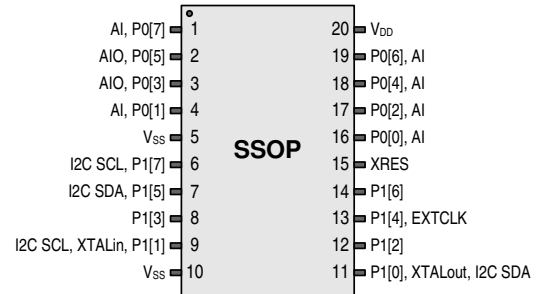 AI, P0[7] 1 20 VDD
AIO, P0[5] 2 19 P0[6], AI
AIO, P0[3] 3 18 P0[4], AI
AI, P0[1] 4 17 P0[2], AI
VSS 5 16 P0[0], AI
SSOP
I2C SCL, P1[7] 6 15 XRES
I2C SDA, P1[5] 7 14 P1[6]
P1[3] 8 13 P1[4], EXTCLK
I2C SCL, XTALin, P1[1] 9 12 P1[2]
VSS 10 11 P1[0], XTALout, I2C SDA